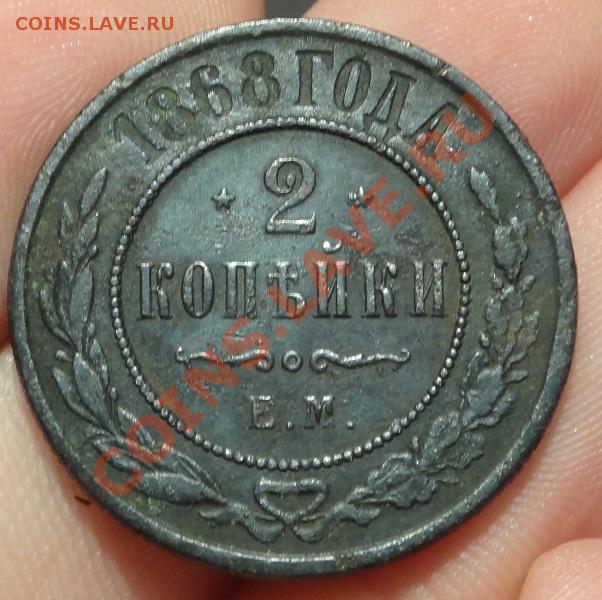 COINS.LAVE.RU
1868 ГОДА
2
КОПѢЙКИ
Е.М.
COINS.LAVE.RU